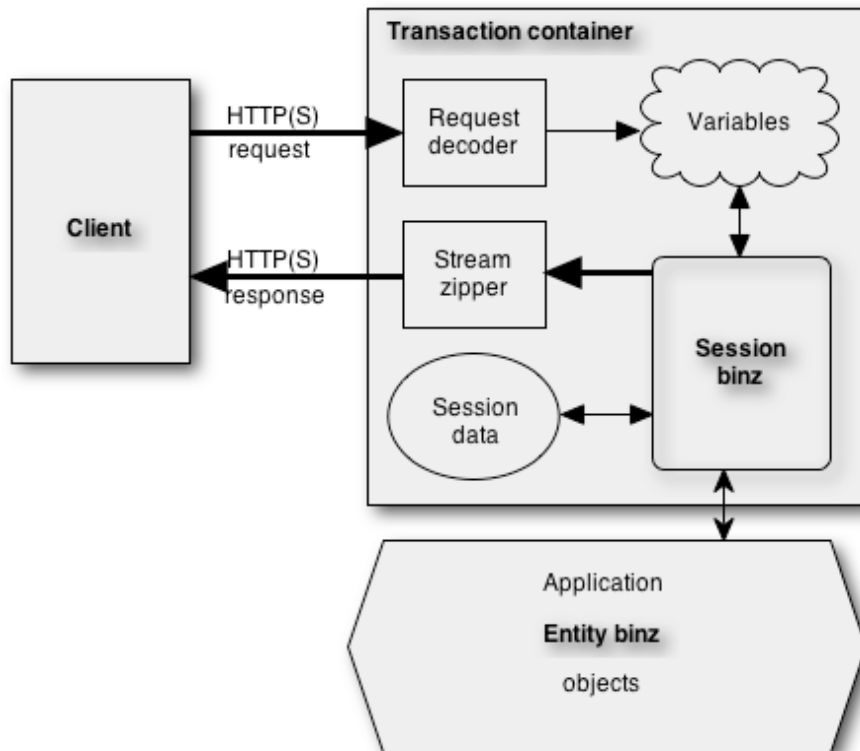 Transaction container
Client
HTTP(S)
request
Request
decoder
Variables
HTTP(S)
response
Stream
zipper
Session
binz
Session
data
Application
Entity binz
objects